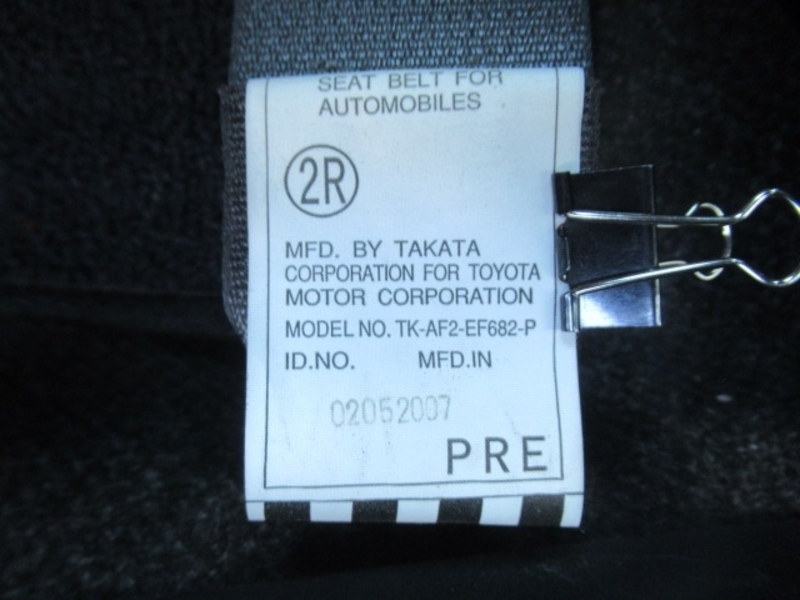 SEAT BELT FOR
AUTOMOBILES
2R
MFD. BY TAKATA
CORPORATION FOR TOYOTA
MOTOR CORPORATION
MODEL NO. TK-AF2-EF682-P
ID.NO. MFD.IN
02052007
PRE